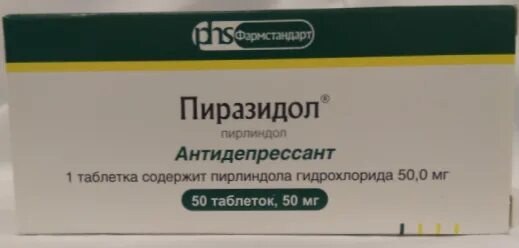 phs Фармстандарт
Пиразидол®
пирлиндол
Антидепрессант
1 таблетка содержит пирлиндола гидрохлорида 50,0 мг
50 таблеток, 50 мг